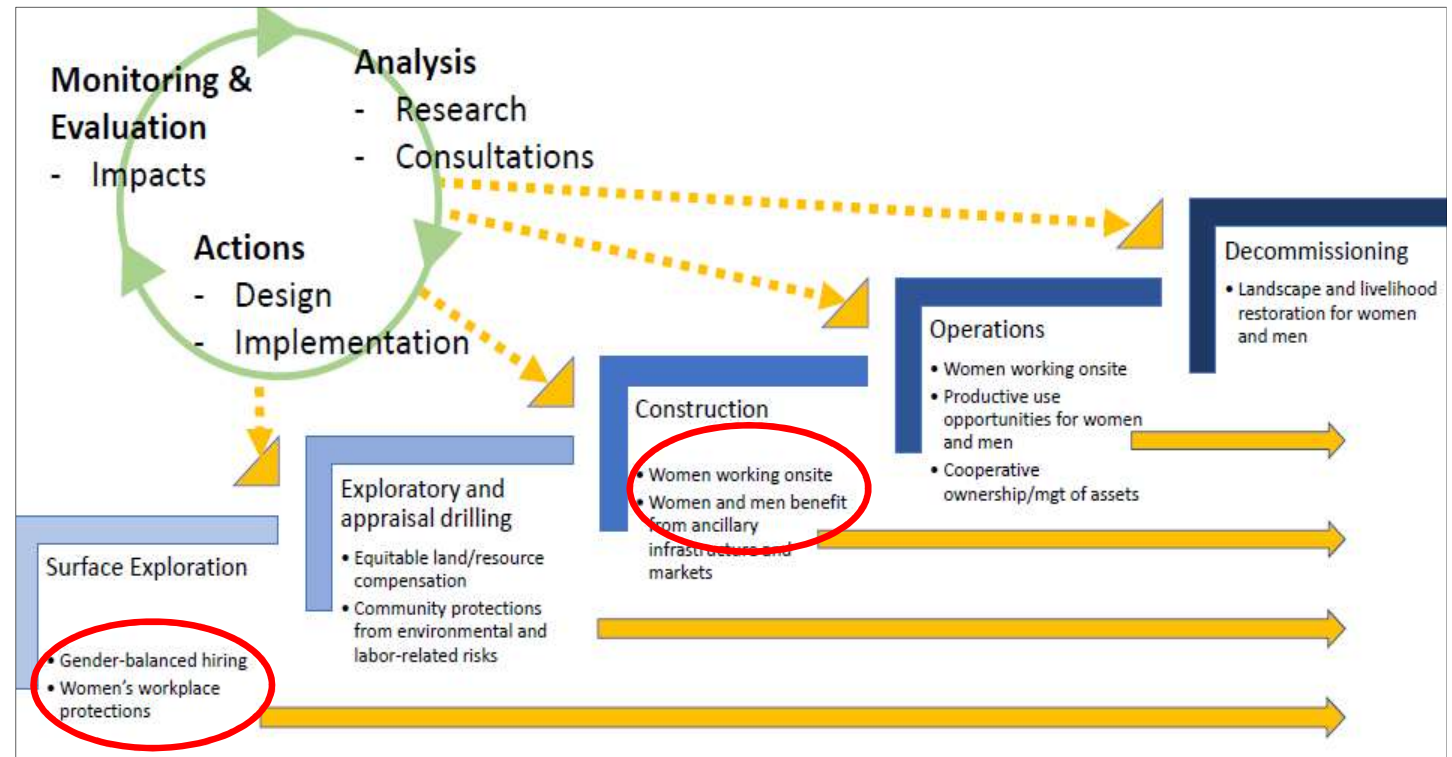 Monitoring &
Evaluation
- Impacts
Analysis
- Research
- Consultations
Actions
- Design
- Implementation
Surface Exploration
• Gender-balanced hiring
• Women's workplace
protections
Exploratory and
appraisal drilling
• Equitable land/resource
compensation
• Community protections
from environmental and
labor-related risks
Construction
• Women working onsite
• Women and men benefit
from ancillary
infrastructure and
markets
Operations
• Women working onsite
• Productive use
opportunities for women
and men
• Cooperative
ownership/mgt of assets
Decommissioning
• Landscape and livelihood
restoration for women
and men